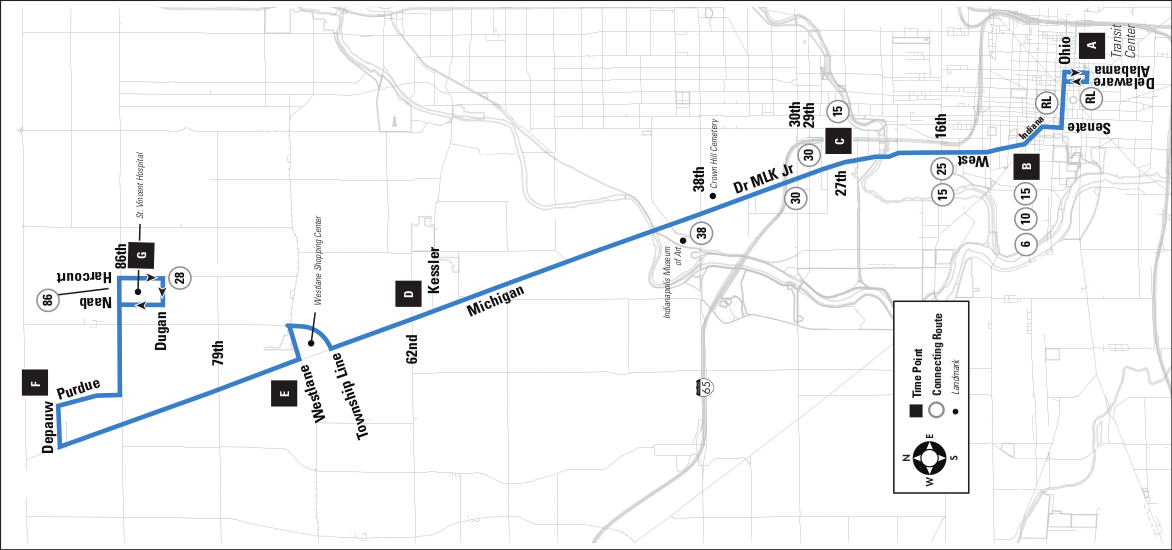 A
Transit
Center
Ohio
Alabama
Delaware
RL
RL
Indiana
Senate
B
West
6
10
15
15
25
16th
30th
29th
15
C
27th
30
30
Dr MLK Jr
38th
Crown Hill Cemetery
38
Indianapolis Museum
of Art
Michigan
Kessler
D
62nd
Westlane Shopping Center
Township Line
Westlane
E
79th
St. Vincent Hospital
86th
G
28
Harcourt
Naab
86
Dugan
F
Purdue
Depauw
65
Time Point
Connecting Route
Landmark
N
E
S
W